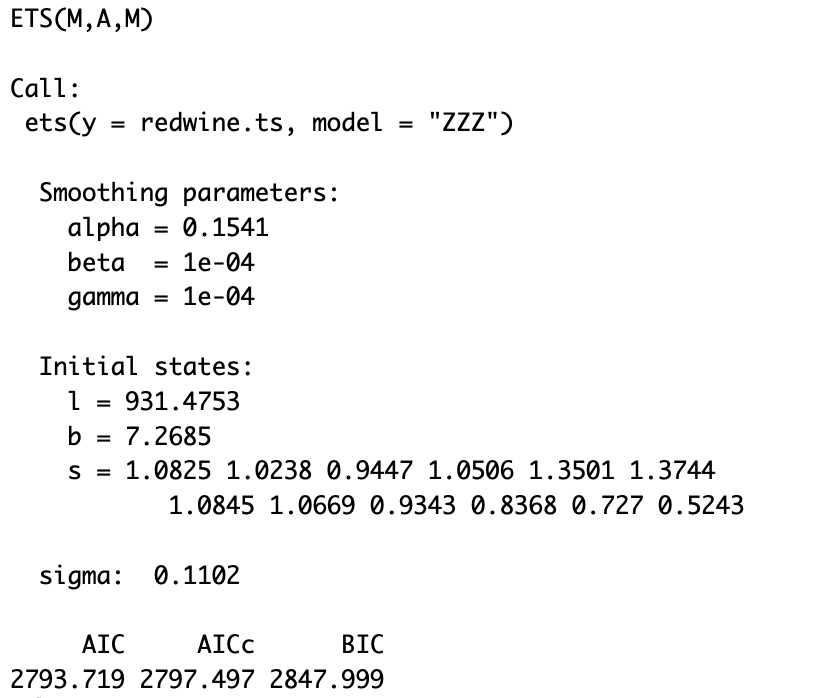 ETS(M,A,M)
Call:
ets(y = redwine.ts, model = "ZZZ")
Smoothing parameters:
alpha = 0.1541
beta  = 1e-04
gamma = 1e-04
Initial states:
l = 931.4753
b = 7.2685
s = 1.0825 1.0238 0.9447 1.0506 1.3501 1.3744
1.0845 1.0669 0.9343 0.8368 0.727 0.5243
sigma:  0.1102
AIC     AICc      BIC
2793.719 2797.497 2847.999